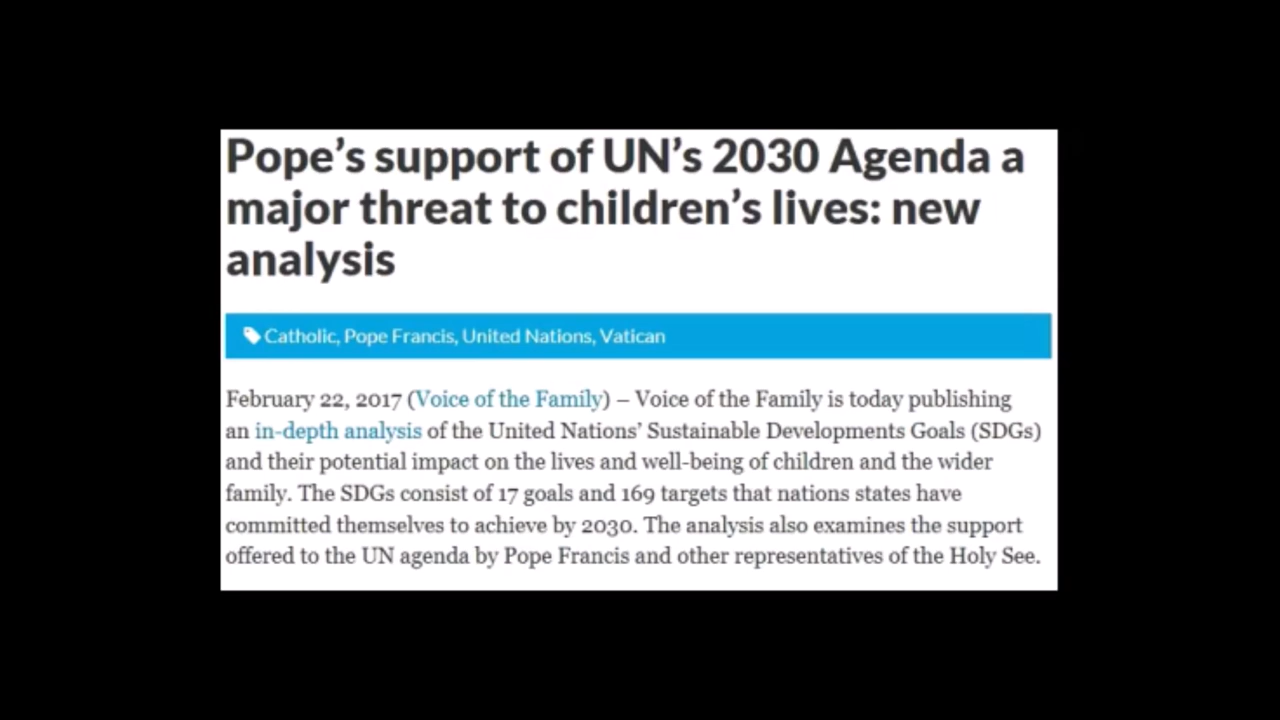 Pope’s support of UN’s 2030 Agenda a
major threat to children’s lives: new
analysis
Catholic, Pope Francis, United Nations, Vatican
February 22, 2017 (Voice of the Family) – Voice of the Family is today publishing
an in-depth analysis of the United Nations’ Sustainable Developments Goals (SDGs)
and their potential impact on the lives and well-being of children and the wider
family. The SDGs consist of 17 goals and 169 targets that nations states have
committed themselves to achieve by 2030. The analysis also examines the support
offered to the UN agenda by Pope Francis and other representatives of the Holy See.